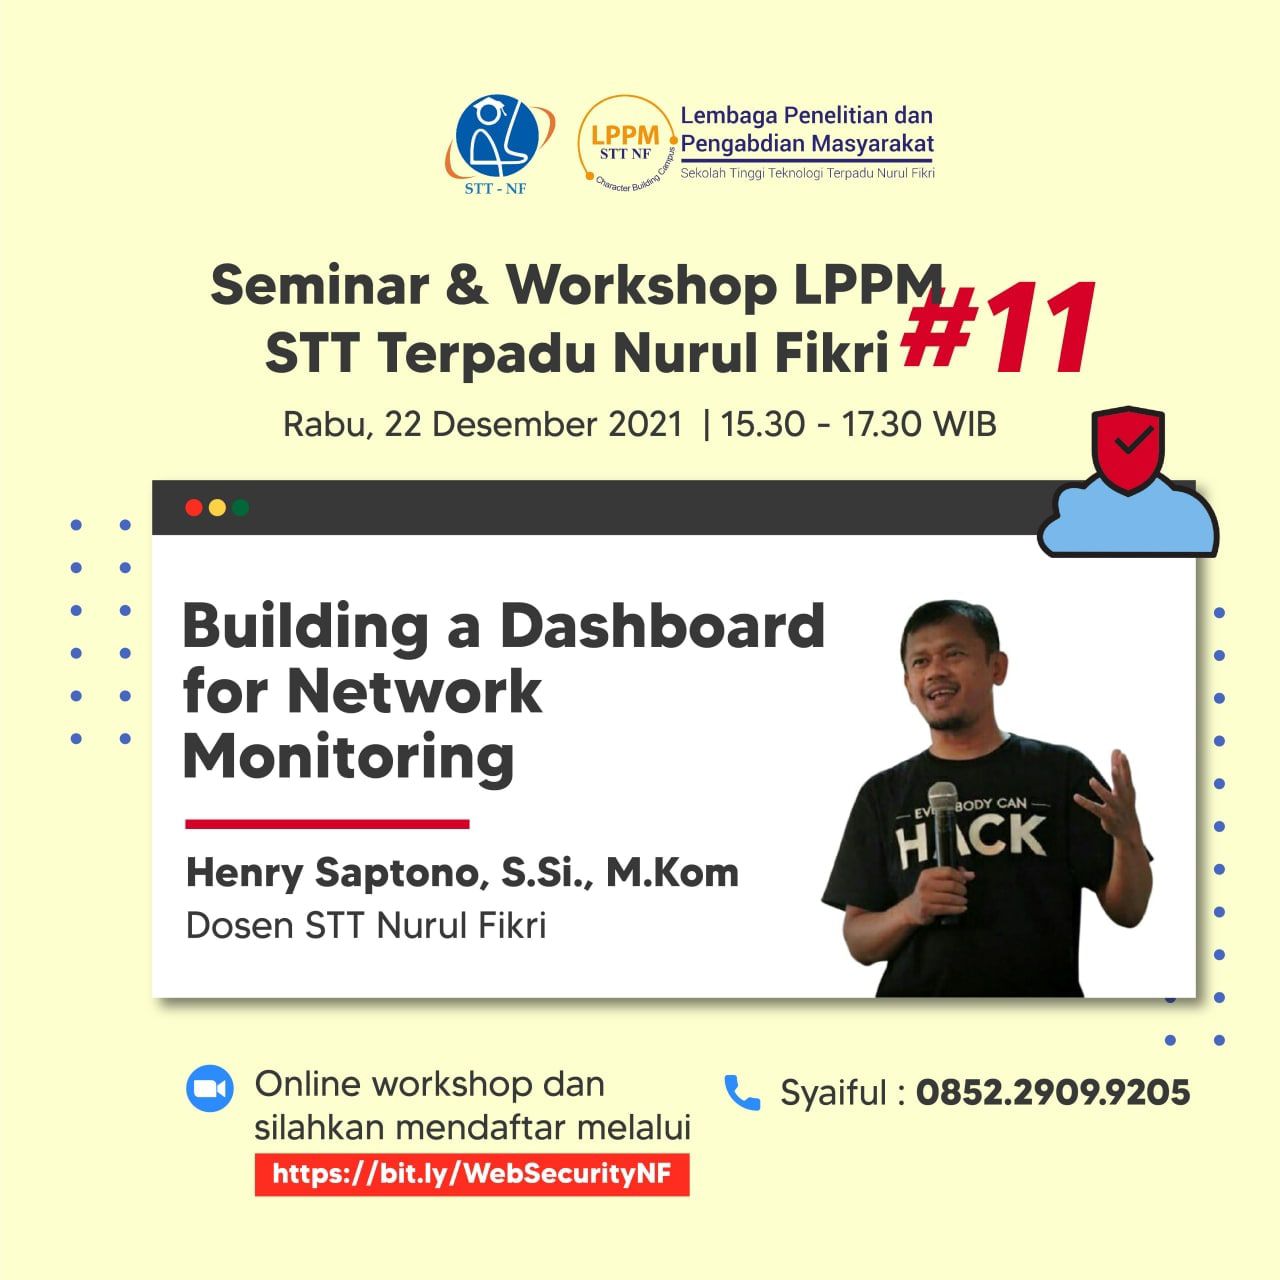 STT - NF
LPPM
STT NF
Character Building Campus
Lembaga Penelitian dan
Pengabdian Masyarakat
Sekolah Tinggi Teknologi Terpadu Nurul Fikri
Seminar & Workshop LPPM
STT Terpadu Nurul Fikri #11
Rabu, 22 Desember 2021 | 15.30 - 17.30 WIB
Building a Dashboard
for Network
Monitoring
Henry Saptono, S.Si., M.Kom
Dosen STT Nurul Fikri
BODY CAN
HACK
Online workshop dan
silahkan mendaftar melalui
https://bit.ly/WebSecurityNF
Syaiful : 0852.2909.9205